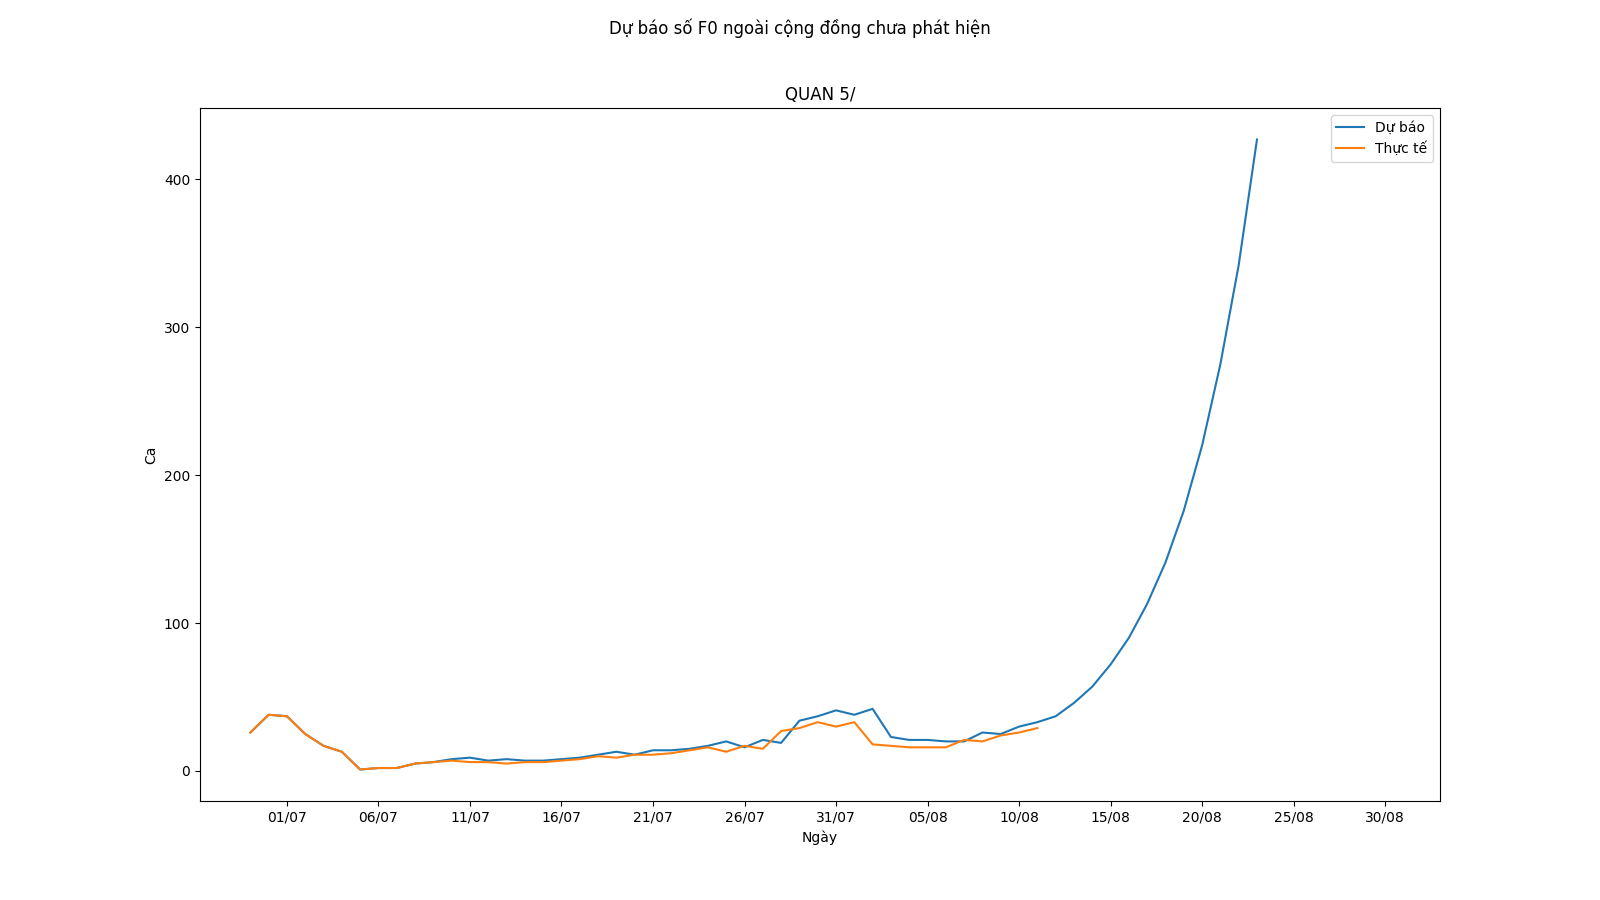 Dự báo số F0 ngoài cộng đồng chưa phát hiện
QUAN 5/
Dự báo
Thực tế
400
300
200
100
0
Ca
01/07 06/07 11/07 16/07 21/07 26/07 31/07 05/08 10/08 15/08 20/08 25/08 30/08
Ngày